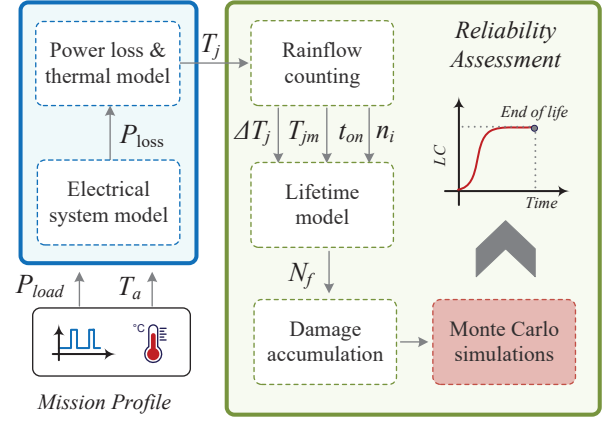 Power loss &
thermal model
T_j
P_loss
Electrical
system model
P_load
T_a
°C
Mission Profile
Rainflow
counting
ΔT_j T_jm t_on n_i
Lifetime
model
N_f
Damage
accumulation
Monte Carlo
simulations
Reliability
Assessment
End of life
LC
Time